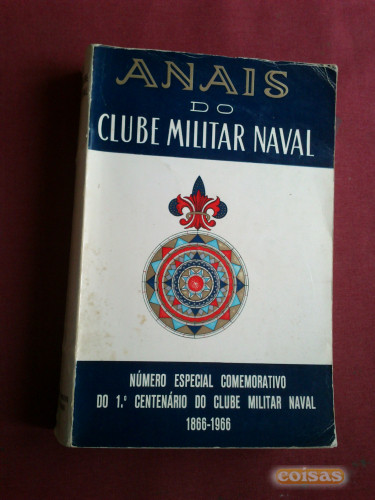 ANAIS
DO
CLUBE MILITAR NAVAL
NÚMERO ESPECIAL COMEMORATIVO
DO 1.º CENTENÁRIO DO CLUBE MILITAR NAVAL
1866-1966
coisas